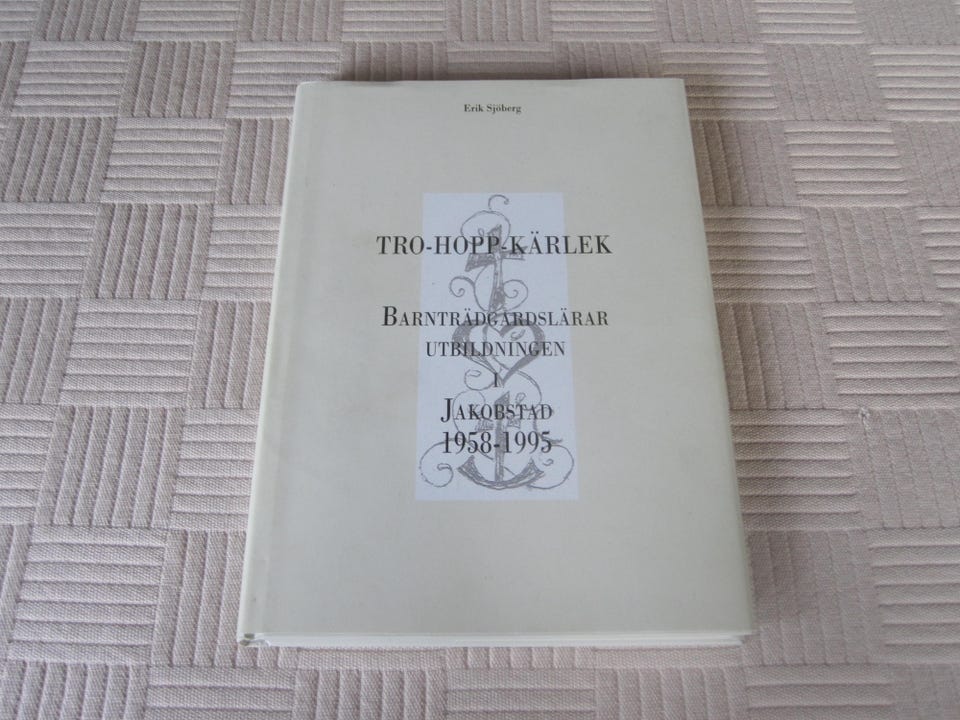 Erik Sjöberg
TRO-HOPP-KÄRLEK
BARNTRÄDGÅRDSLÄRAR
UTBILDNINGEN
I
JAKOBSTAD
1958-1995